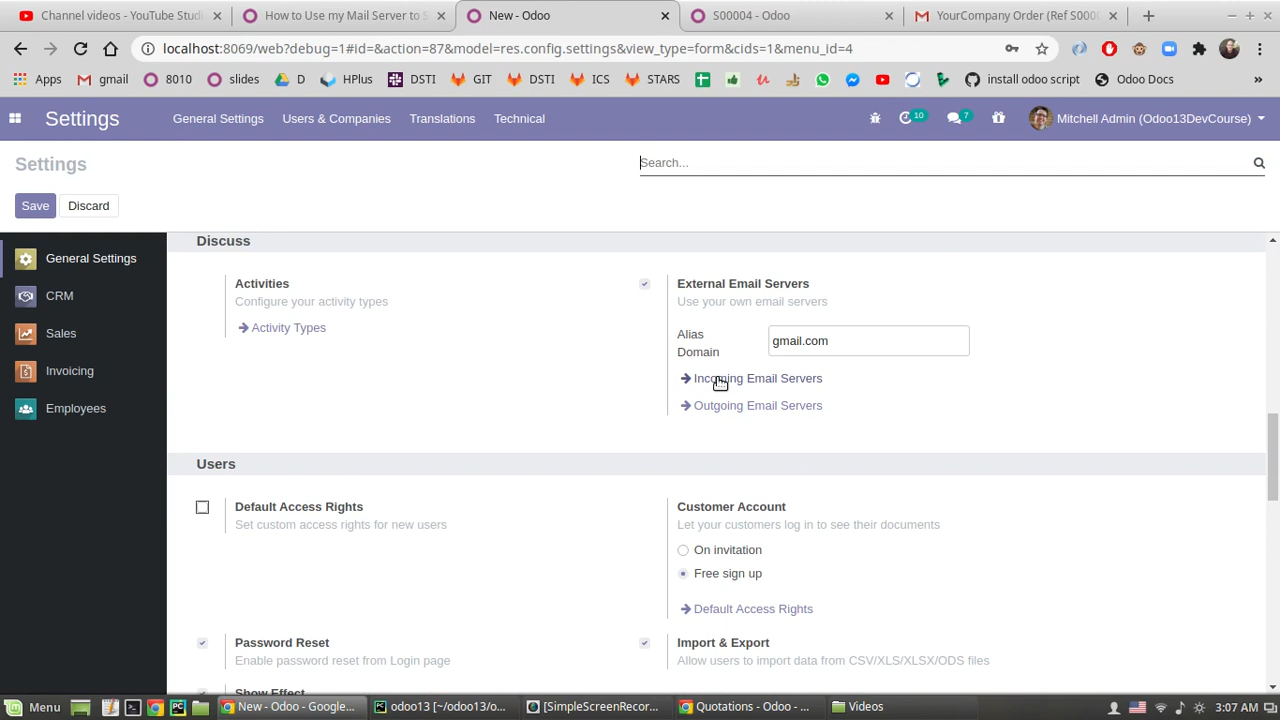 Channel videos - YouTube Studi
How to Use my Mail Server to S
New - Odoo
S00004 - Odoo
YourCompany Order (Ref S0000
localhost:8069/web?debug=1#id=&action=87&model=res.config.settings&view_type=form&cids=1&menu_id=4
Apps
gmail
8010
slides
D
HPlus
DSTI
GIT
DSTI
ICS
STARS
install odoo script
Odoo Docs
»
Settings
General Settings
Users & Companies
Translations
Technical
10
7
Mitchell Admin (Odoo13DevCourse)
Settings
Search...
Save
Discard
General Settings
CRM
Sales
Invoicing
Employees
Discuss
Activities
Configure your activity types
Activity Types
External Email Servers
Use your own email servers
Alias
Domain
gmail.com
Incoming Email Servers
Outgoing Email Servers
Users
Default Access Rights
Set custom access rights for new users
Customer Account
Let your customers log in to see their documents
On invitation
Free sign up
Default Access Rights
Password Reset
Enable password reset from Login page
Import & Export
Allow users to import data from CSV/XLS/XLSX/ODS files
Show Effect
Menu
New - Odoo - Google...
odoo13 [~/odoo13/o...
[SimpleScreenRecor...
Quotations - Odoo - ...
Videos
3:07 AM